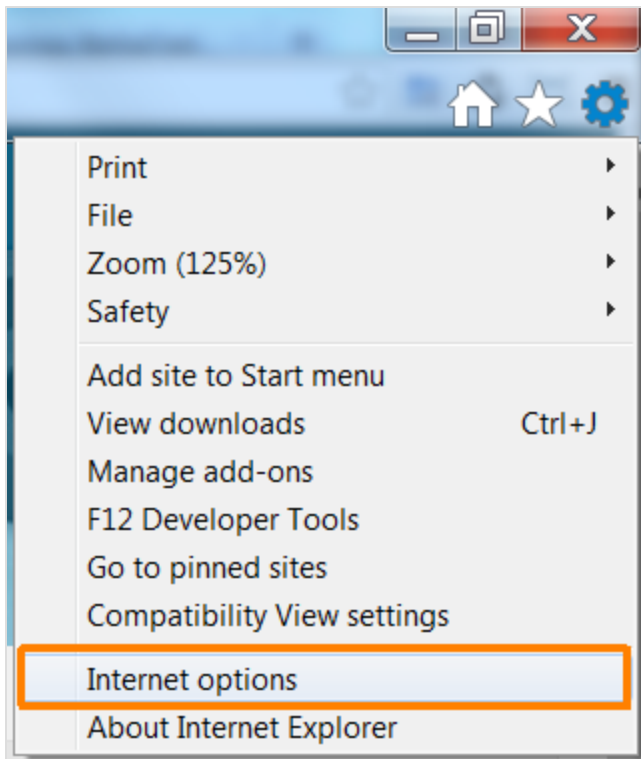 Print
File
Zoom (125%)
Safety
Add site to Start menu
View downloads Ctrl+J
Manage add-ons
F12 Developer Tools
Go to pinned sites
Compatibility View settings
Internet options
About Internet Explorer